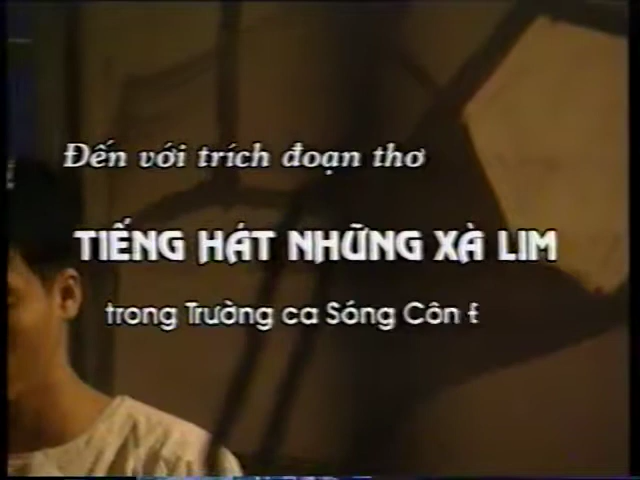 Đến với trích đoạn thơ
TIẾNG HÁT NHỮNG XÀ LIM
trong Trường ca Sóng Côn